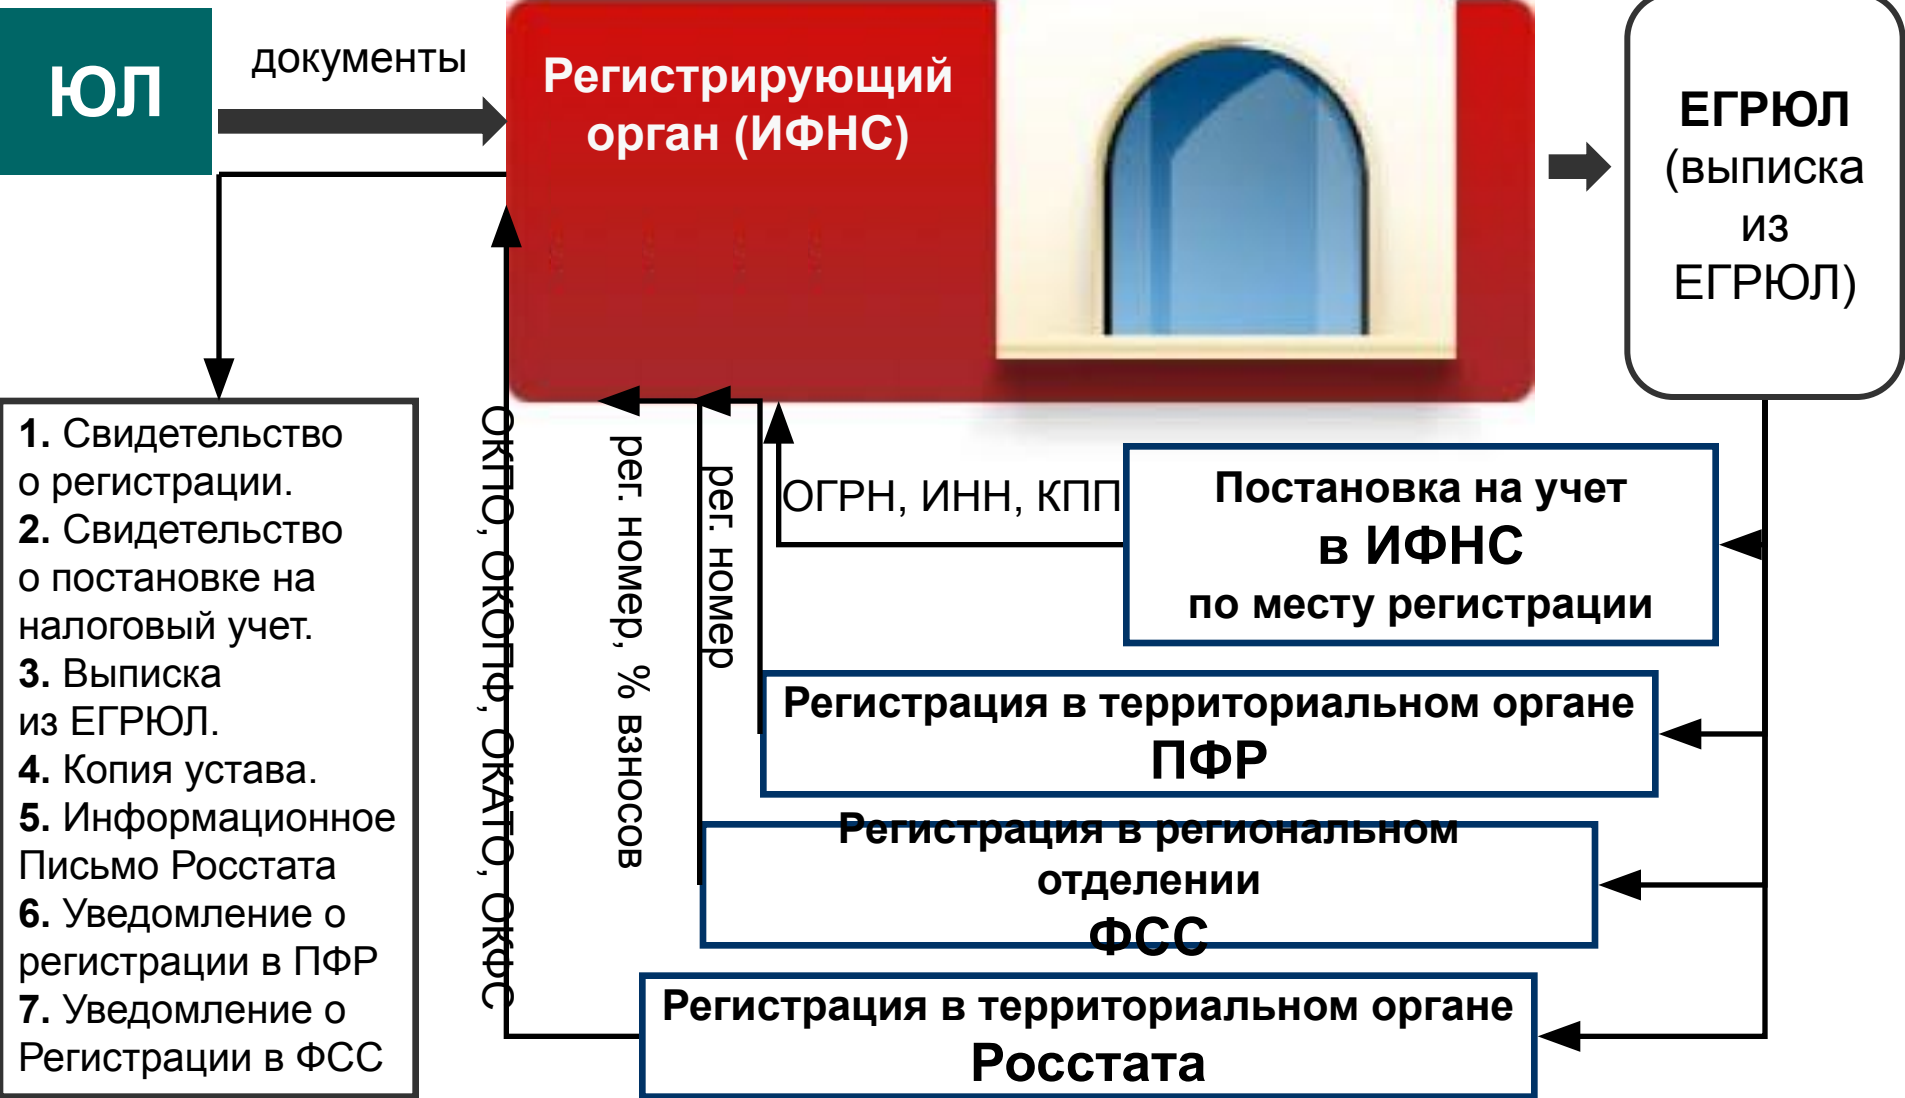 ЮЛ
документы
Регистрирующий
орган (ИФНС)
ЕГРЮЛ
(выписка
из
ЕГРЮЛ)
1. Свидетельство
о регистрации.
2. Свидетельство
о постановке на
налоговый учет.
3. Выписка
из ЕГРЮЛ.
4. Копия устава.
5. Информационное
Письмо Росстата
6. Уведомление о
регистрации в ПФР
7. Уведомление о
Регистрации в ФСС
ОКПО, ОКОПФ, ОКАТО, ОКФС
рег. номер, % взносов
рег. номер
ОГРН, ИНН, КПП
Постановка на учет
в ИФНС
по месту регистрации
Регистрация в территориальном органе
ПФР
Регистрация в региональном
отделении
ФСС
Регистрация в территориальном органе
Росстата